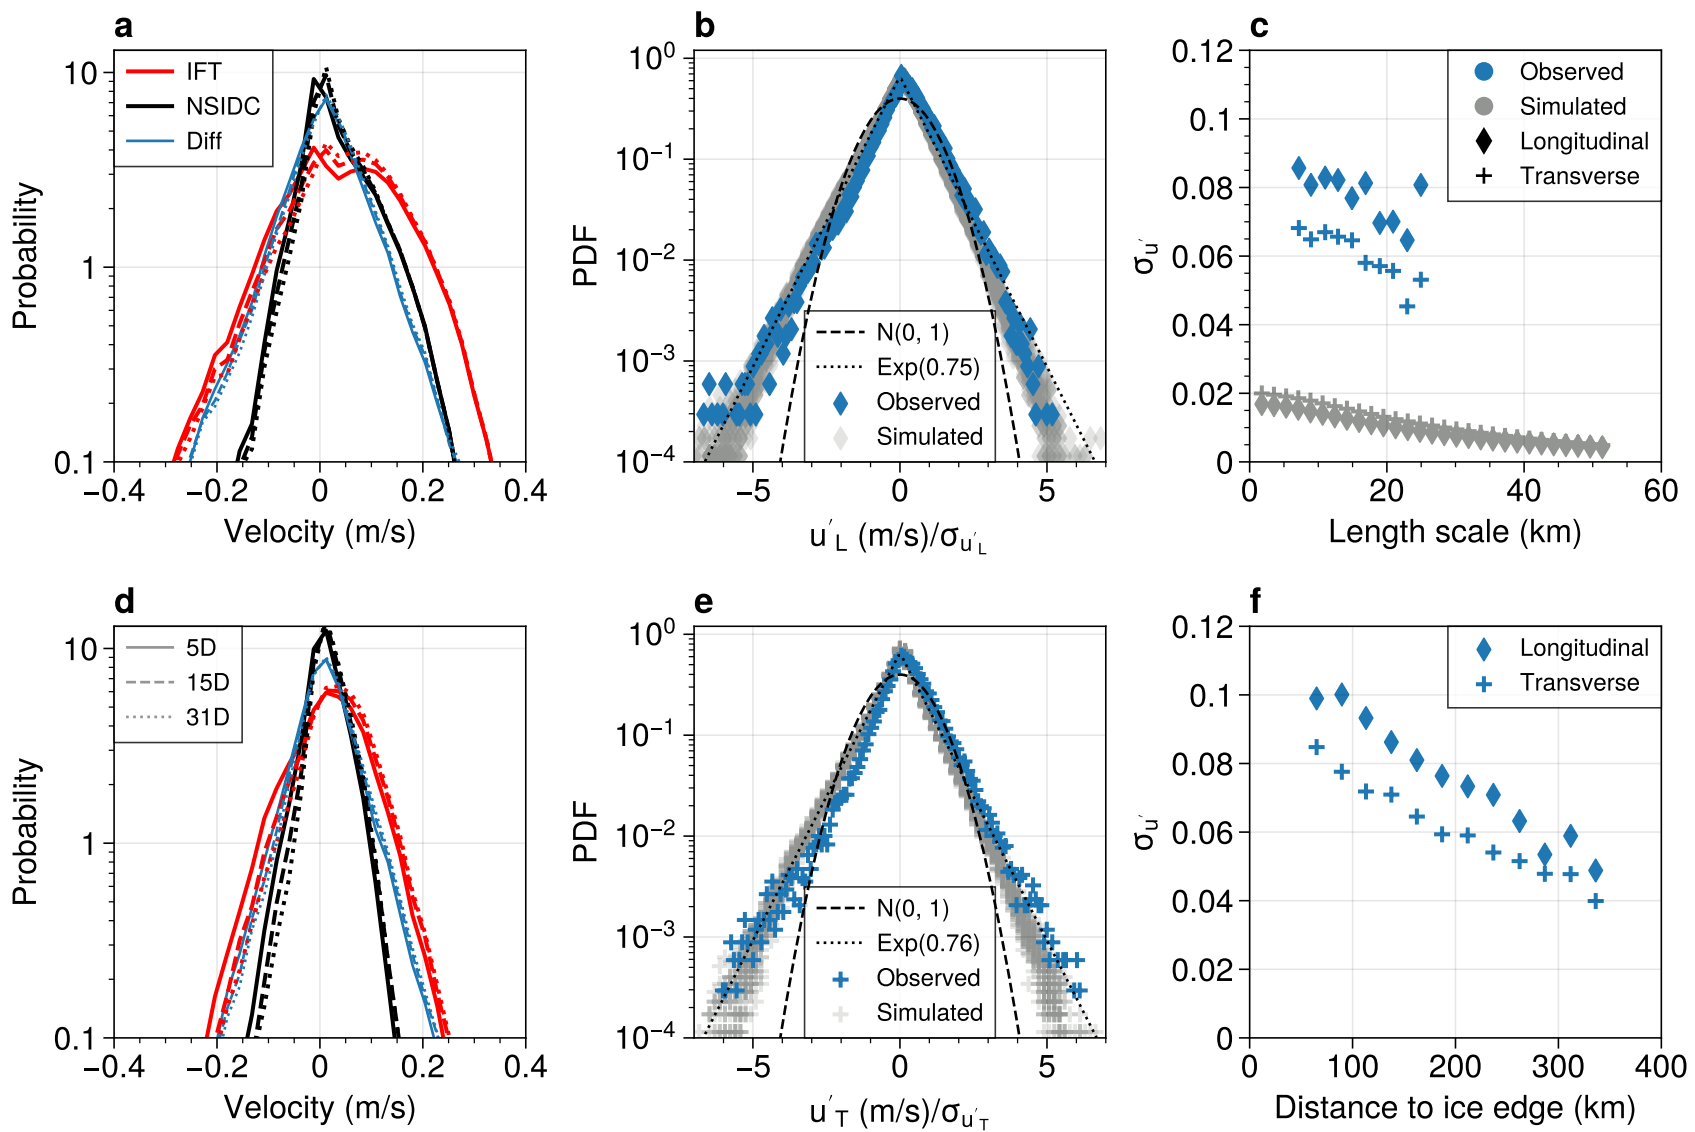 a
10
1
0.1
Probability
IFT
NSIDC
Diff
−0.4
−0.2
0
0.2
0.4
Velocity (m/s)
b
10⁰
10⁻¹
10⁻²
10⁻³
10⁻⁴
PDF
N(0, 1)
Exp(0.75)
Observed
Simulated
−5
0
5
u′L (m/s)/σu′L
c
0.12
0.1
0.08
0.06
0.04
0.02
0
σu′
Observed
Simulated
Longitudinal
Transverse
0
20
40
60
Length scale (km)
d
10
1
0.1
Probability
5D
15D
31D
−0.4
−0.2
0
0.2
0.4
Velocity (m/s)
e
10⁰
10⁻¹
10⁻²
10⁻³
10⁻⁴
PDF
N(0, 1)
Exp(0.76)
Observed
Simulated
−5
0
5
u′T (m/s)/σu′T
f
0.12
0.1
0.08
0.06
0.04
0.02
0
σu′
Longitudinal
Transverse
0
100
200
300
400
Distance to ice edge (km)